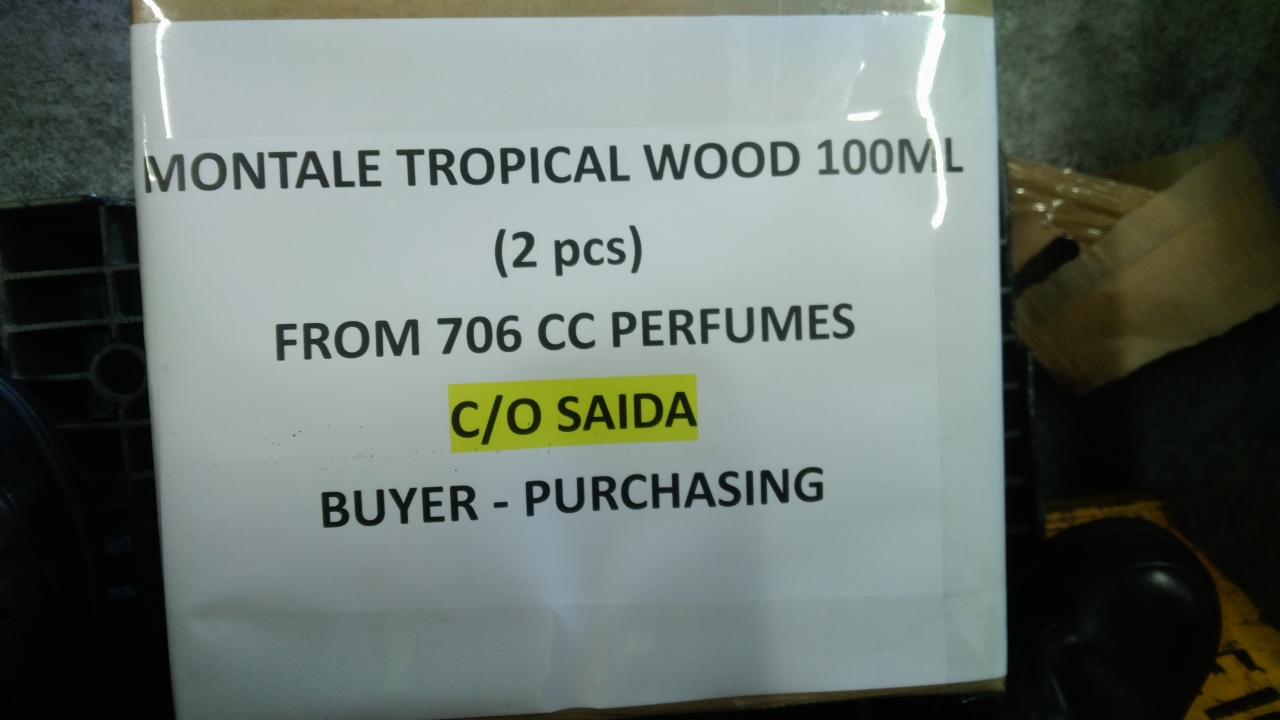 MONTALE TROPICAL WOOD 100ML
(2 pcs)
FROM 706 CC PERFUMES
C/O SAIDA
BUYER - PURCHASING